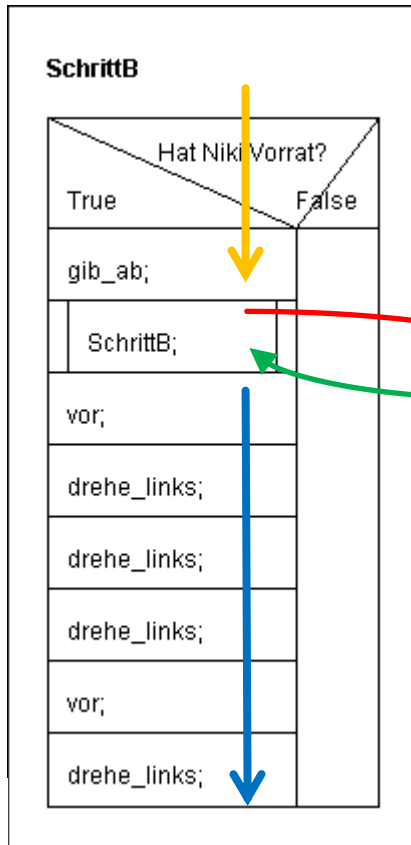 SchrittB
Hat Niki Vorrat?
True False
gib_ab;
SchrittB;
vor;
drehe_links;
drehe_links;
drehe_links;
vor;
drehe_links;